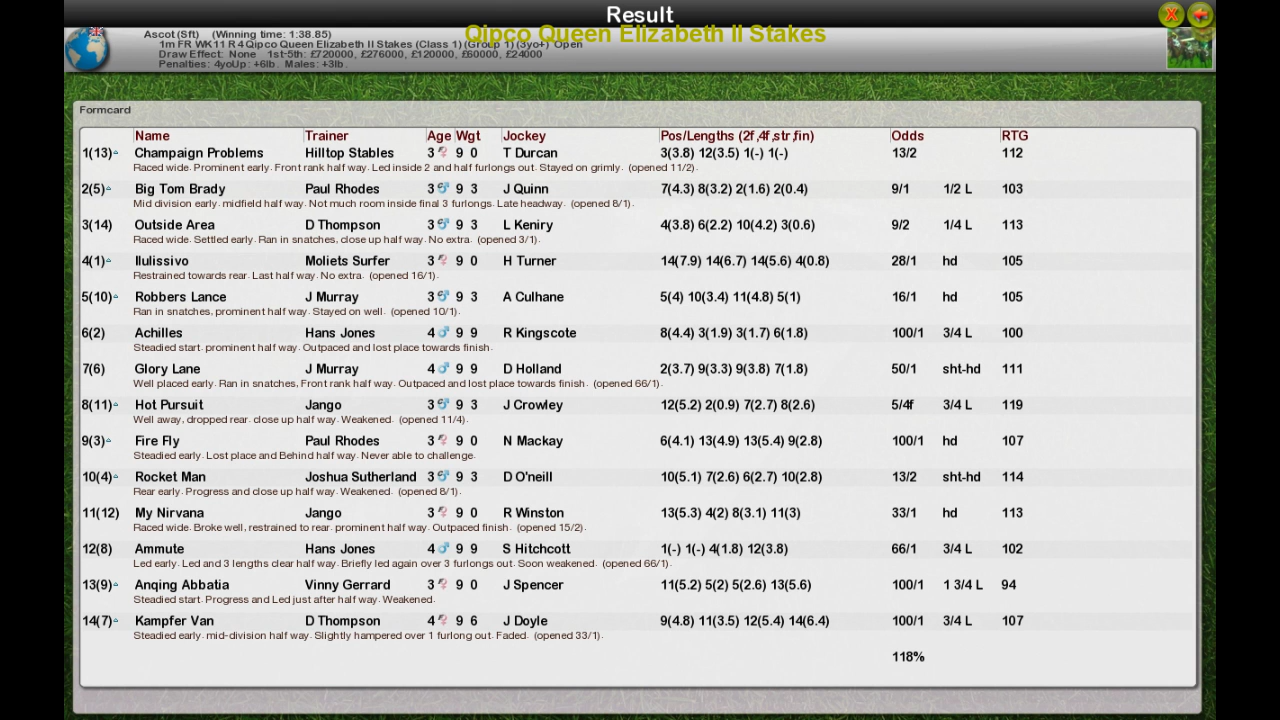 Result
Qipco Queen Elizabeth II Stakes
Ascot (Sft) (Winning time: 1:38.85)
1m FR WK11 R 4 Qipco Queen Elizabeth II Stakes (Class 1) (Group 1) (3yo+) Open
Draw Effect: None 1st-5th: £720000, £276000, £120000, £60000, £24000
Penalties: 4yoUp: +6lb. Males: +3lb.
Formcard
Name Trainer Age Wgt Jockey Pos/Lengths (2f,4f,str,fin) Odds RTG
1(13) Champaign Problems Hilltop Stables 3 9 0 T Durcan 3(3.8) 12(3.5) 1(-) 1(-) 13/2 112
Raced wide. Prominent early. Front rank half way. Led inside 2 and half furlongs out. Stayed on grimly. (opened 11/2).
2(5) Big Tom Brady Paul Rhodes 3 9 3 J Quinn 7(4.3) 8(3.2) 2(1.6) 2(0.4) 9/1 1/2 L 103
Mid division early. midfield half way. Not much room inside final 3 furlongs. Late headway. (opened 8/1).
3(14) Outside Area D Thompson 3 9 3 L Keniry 4(3.8) 6(2.2) 10(4.2) 3(0.6) 9/2 1/4 L 113
Raced wide. Settled early. Ran in snatches, close up half way. No extra. (opened 3/1).
4(1) Ilulissivo Moliets Surfer 3 9 0 H Turner 14(7.9) 14(6.7) 14(5.6) 4(0.8) 28/1 hd 105
Restrained towards rear. Last half way. No extra. (opened 16/1).
5(10) Robbers Lance J Murray 3 9 3 A Culhane 5(4) 10(3.4) 11(4.8) 5(1) 16/1 hd 105
Ran in snatches, prominent half way. Stayed on well. (opened 10/1).
6(2) Achilles Hans Jones 4 9 9 R Kingscote 8(4.4) 3(1.9) 3(1.7) 6(1.8) 100/1 3/4 L 100
Steadied start. prominent half way. Outpaced and lost place towards finish.
7(6) Glory Lane J Murray 4 9 9 D Holland 2(3.7) 9(3.3) 9(3.8) 7(1.8) 50/1 sht-hd 111
Well placed early. Ran in snatches, Front rank half way. Outpaced and lost place towards finish. (opened 66/1).
8(11) Hot Pursuit Jango 3 9 3 J Crowley 12(5.2) 2(0.9) 7(2.7) 8(2.6) 5/4f 3/4 L 119
Well away, dropped rear. close up half way. Weakened. (opened 11/4).
9(3) Fire Fly Paul Rhodes 3 9 0 N Mackay 6(4.1) 13(4.9) 13(5.4) 9(2.8) 100/1 hd 107
Steadied early. Lost place and Behind half way. Never able to challenge.
10(4) Rocket Man Joshua Sutherland 3 9 3 D O'neill 10(5.1) 7(2.6) 6(2.7) 10(2.8) 13/2 sht-hd 114
Rear early. Progress and close up half way. Weakened. (opened 8/1).
11(12) My Nirvana Jango 3 9 0 R Winston 13(5.3) 4(2) 8(3.1) 11(3) 33/1 hd 113
Raced wide. Broke well, restrained to rear. prominent half way. Outpaced finish. (opened 15/2).
12(8) Ammute Hans Jones 4 9 9 S Hitchcott 1(-) 1(-) 4(1.8) 12(3.8) 66/1 3/4 L 102
Led early. Led and 3 lengths clear half way. Briefly led again over 3 furlongs out. Soon weakened. (opened 66/1).
13(9) Anqing Abbatia Vinny Gerrard 3 9 0 J Spencer 11(5.2) 5(2) 5(2.6) 13(5.6) 100/1 1 3/4 L 94
Steadied start. Progress and Led just after half way. Weakened.
14(7) Kampfer Van D Thompson 4 9 6 J Doyle 9(4.8) 11(3.5) 12(5.4) 14(6.4) 100/1 3/4 L 107
Steadied early. mid-division half way. Slightly hampered over 1 furlong out. Faded. (opened 33/1).
118%